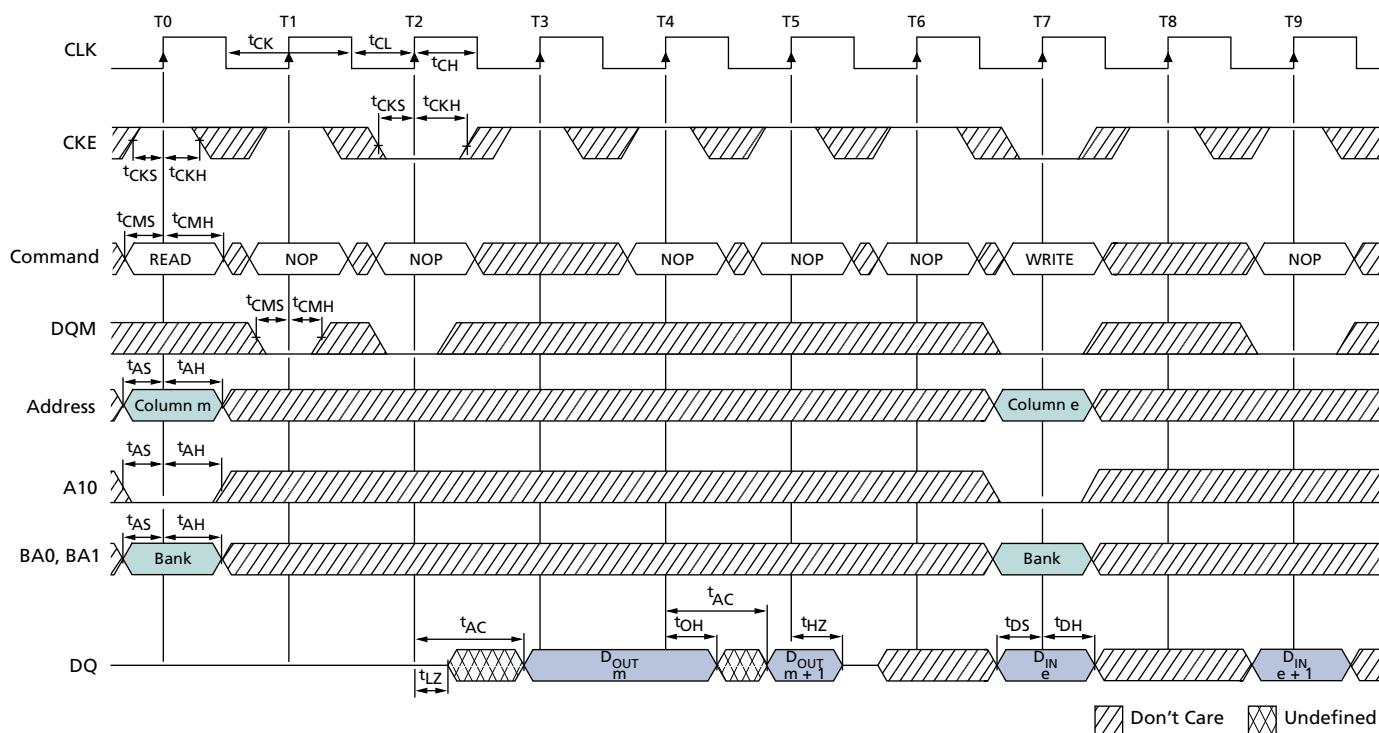 T0 T1 T2 T3 T4 T5 T6 T7 T8 T9
CLK
tCK tCL
tCH
tCKS tCKH
CKE
tCKS tCKH
tCMS tCMH
Command READ NOP NOP NOP NOP NOP WRITE NOP
tCMS tCMH
DQM
tAS tAH
Address Column m Column e
tAS tAH
A10
tAS tAH
BA0, BA1 Bank Bank
tAC
tAC tOH tHZ tDS tDH
DQ
DOUT DOUT DIN DIN
m m + 1 e e + 1
tLZ
Don't Care Undefined